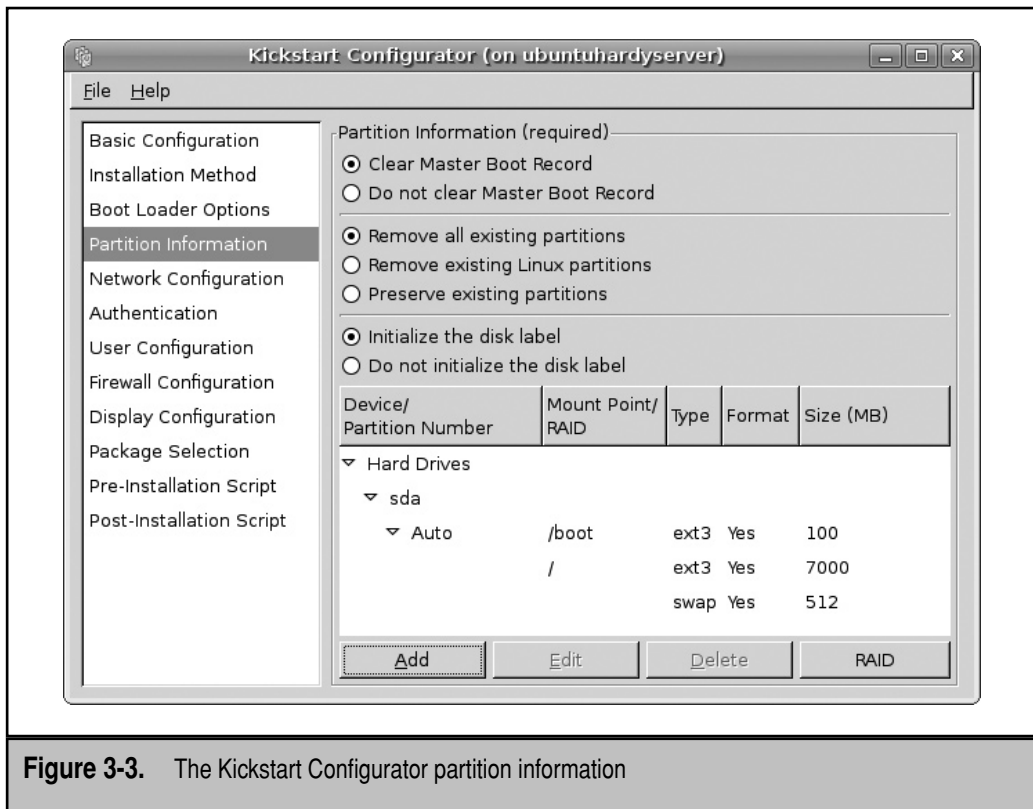 Kickstart Configurator (on ubuntuhardyserver)
File Help
Basic Configuration
Installation Method
Boot Loader Options
Partition Information
Network Configuration
Authentication
User Configuration
Firewall Configuration
Display Configuration
Package Selection
Pre-Installation Script
Post-Installation Script
Partition Information (required)
Clear Master Boot Record
Do not clear Master Boot Record
Remove all existing partitions
Remove existing Linux partitions
Preserve existing partitions
Initialize the disk label
Do not initialize the disk label
Device/ Mount Point/ Type Format Size (MB)
Partition Number RAID
Hard Drives
sda
Auto /boot ext3 Yes 100
/ ext3 Yes 7000
swap Yes 512
Add Edit Delete RAID
Figure 3-3. The Kickstart Configurator partition information